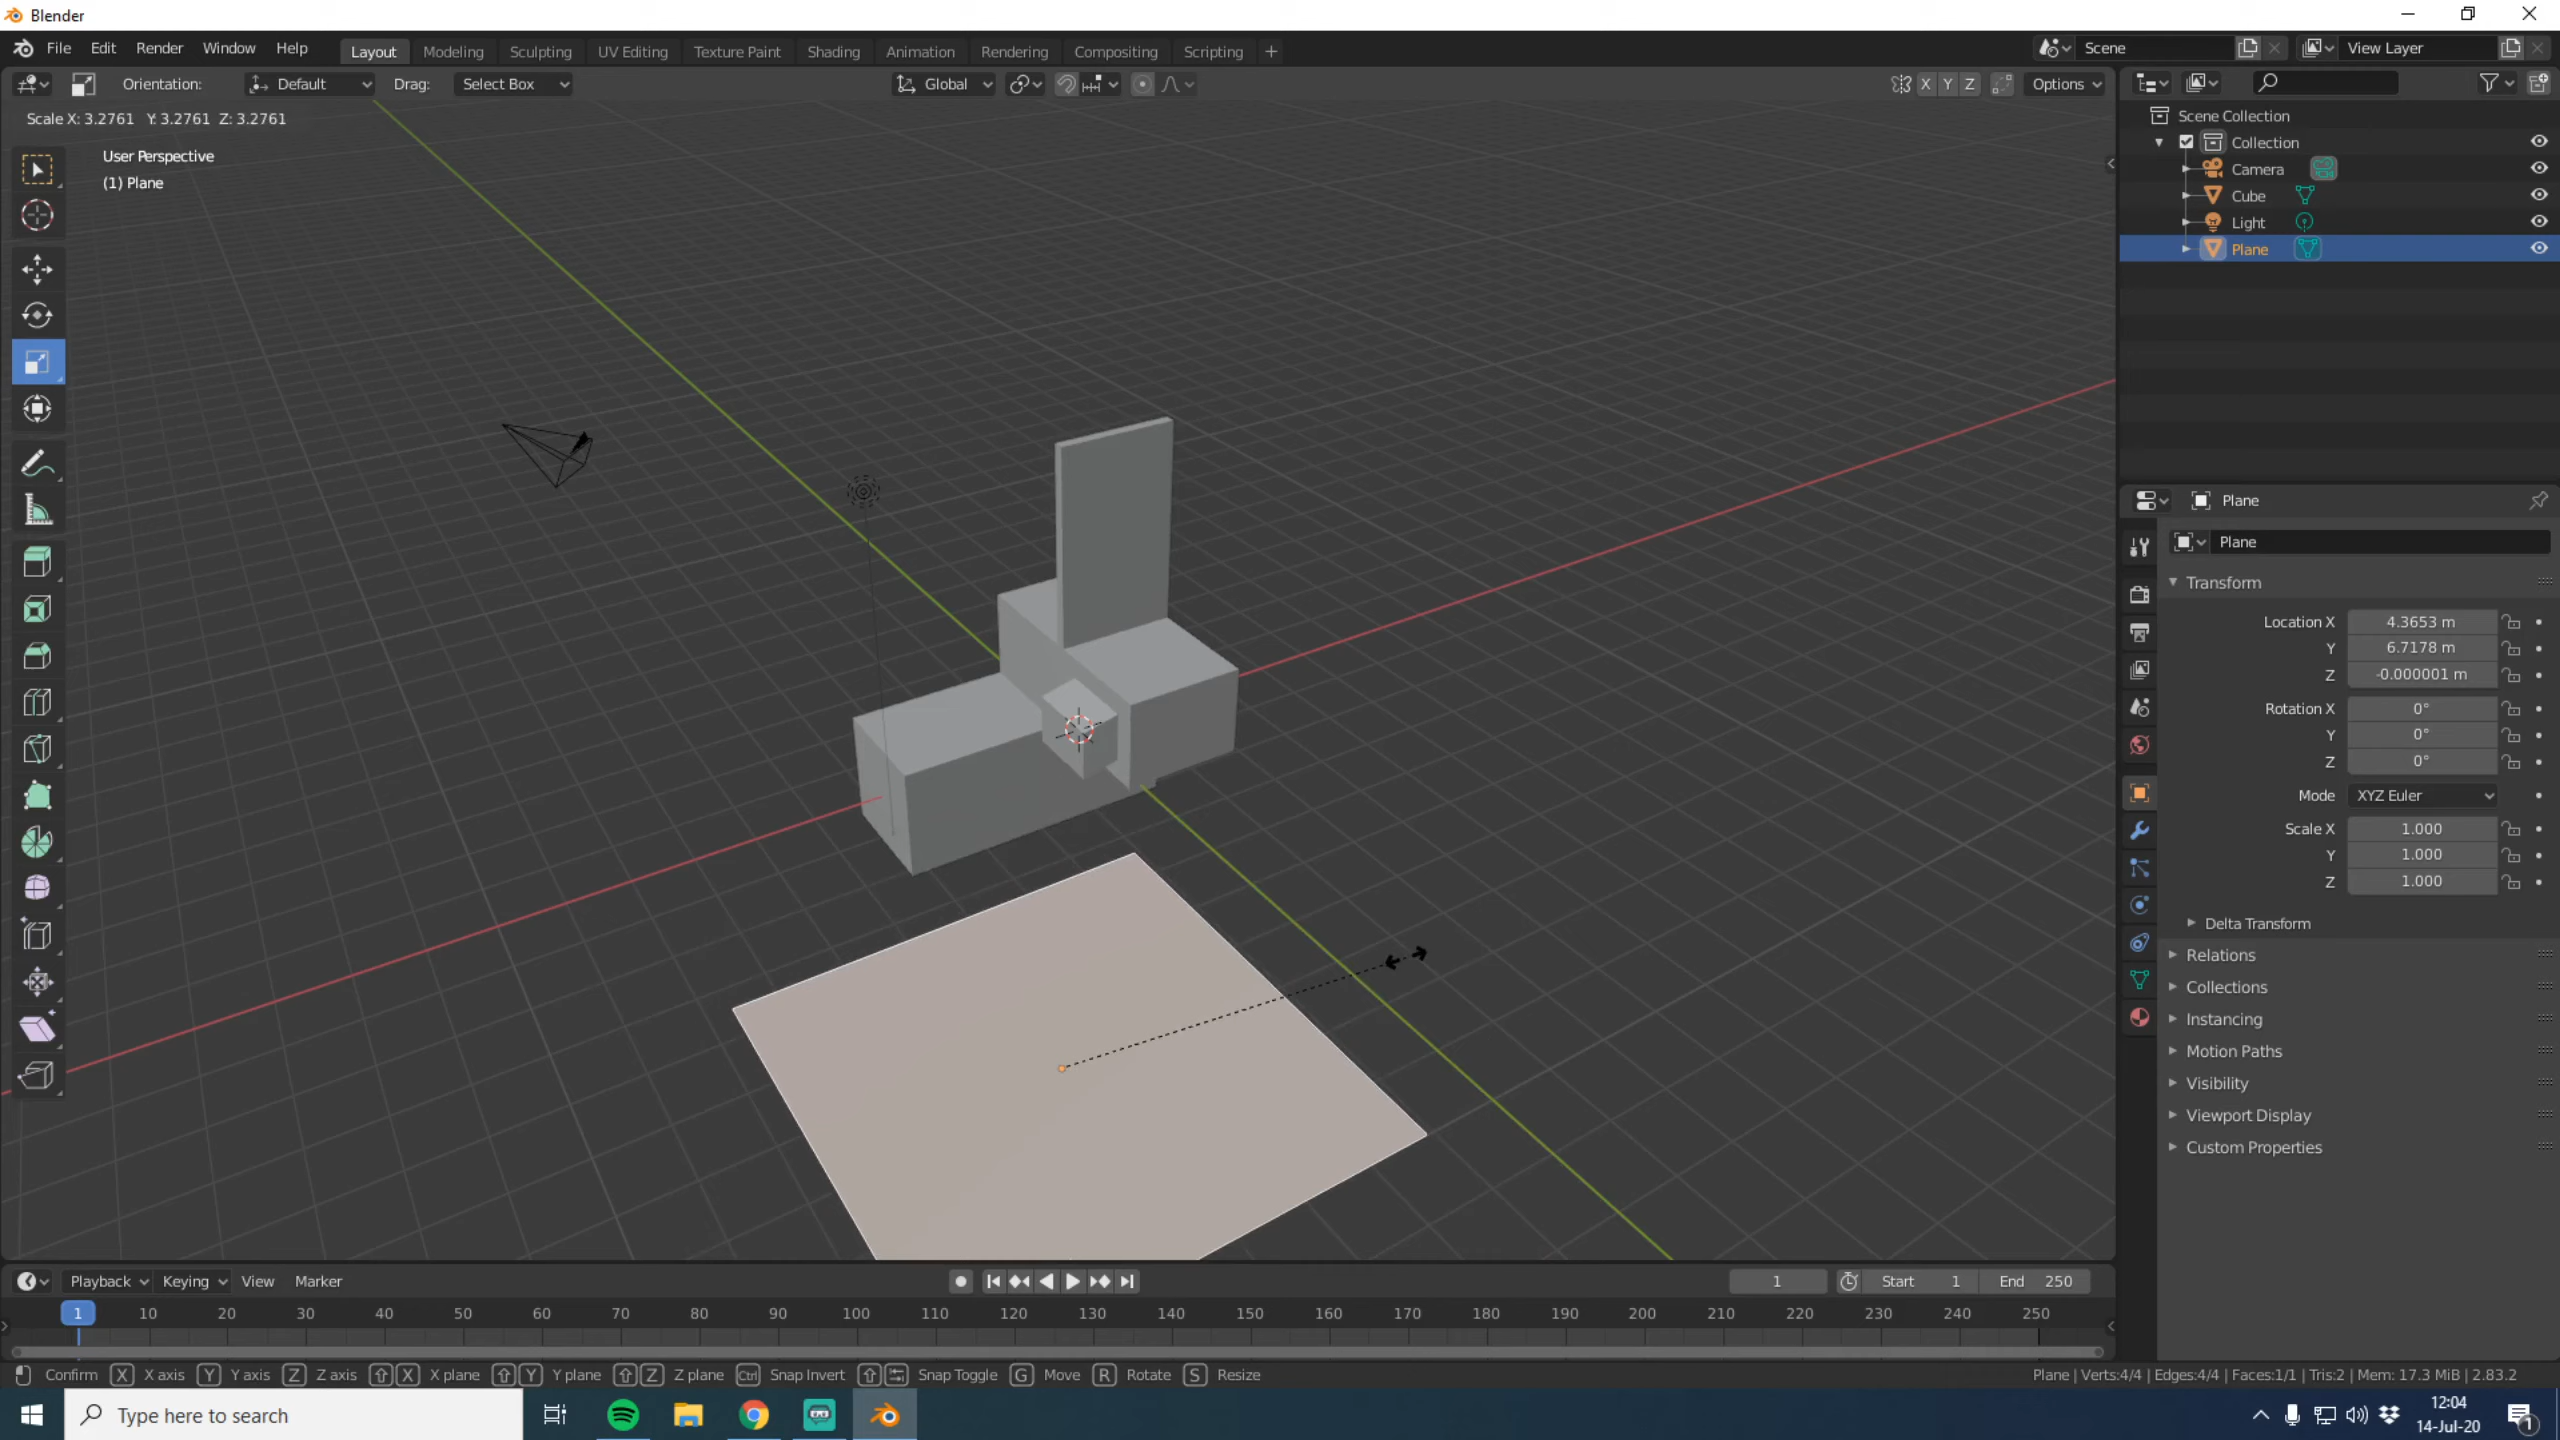 Blender
File Edit Render Window Help Layout Modeling Sculpting UV Editing Texture Paint Shading Animation Rendering Compositing Scripting + Scene View Layer
Orientation: Default Drag: Select Box Global X Y Z Options
Scale X: 3.2761 Y: 3.2761 Z: 3.2761
User Perspective
(1) Plane
Scene Collection
Collection
Camera
Cube
Light
Plane
Plane
Plane
Transform
Location X 4.3653 m
Y 6.7178 m
Z -0.000001 m
Rotation X 0°
Y 0°
Z 0°
Mode XYZ Euler
Scale X 1.000
Y 1.000
Z 1.000
Delta Transform
Relations
Collections
Instancing
Motion Paths
Visibility
Viewport Display
Custom Properties
Playback Keying View Marker 1 Start 1 End 250
1 10 20 30 40 50 60 70 80 90 100 110 120 130 140 150 160 170 180 190 200 210 220 230 240 250
Confirm X X axis Y Y axis Z Z axis X X plane Y Y plane Z Z plane Ctrl Snap Invert Snap Toggle G Move R Rotate S Resize Plane | Verts:4/4 | Edges:4/4 | Faces:1/1 | Tris:2 | Mem: 17.3 MiB | 2.83.2
Type here to search
12:04
14-Jul-20
1